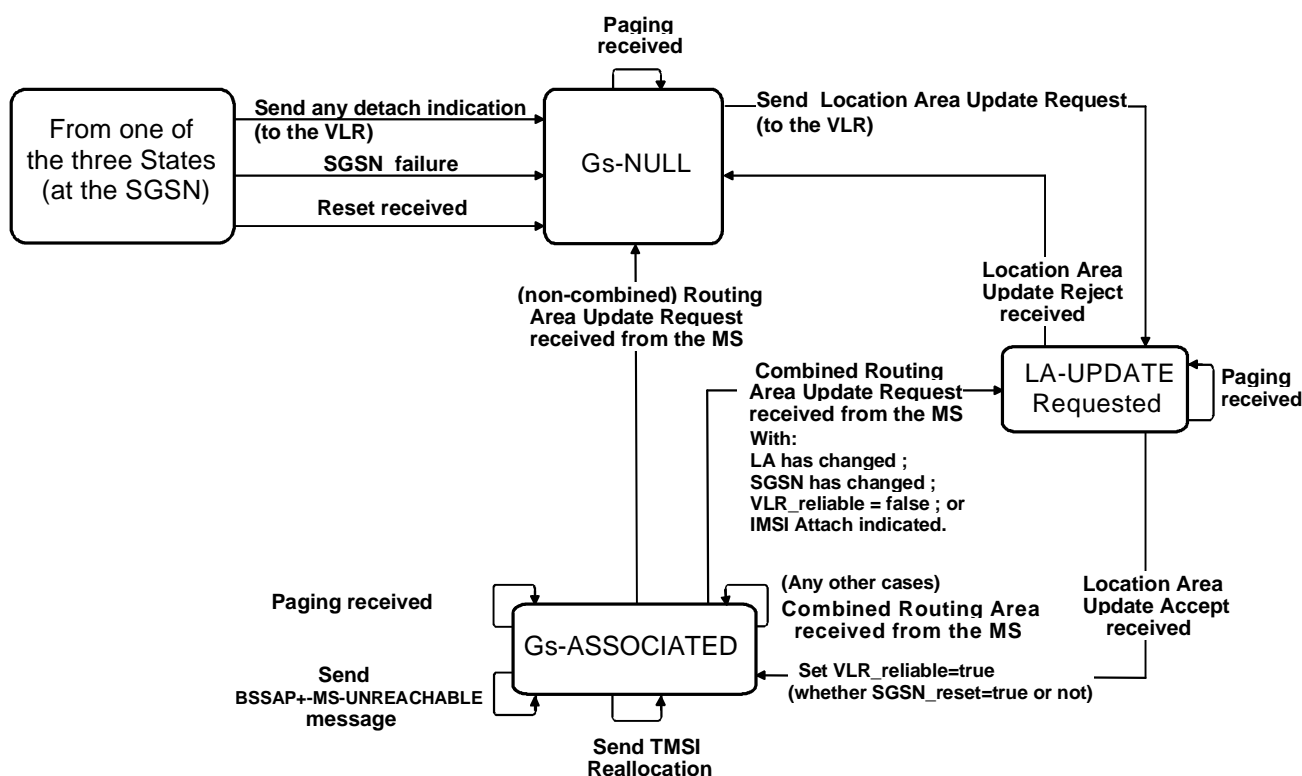 Paging
received
Send any detach indication
(to the VLR)
SGSN failure
Reset received
From one of
the three States
(at the SGSN)
Gs-NULL
Send Location Area Update Request
(to the VLR)
(non-combined) Routing
Area Update Request
received from the MS
Location Area
Update Reject
received
Combined Routing
Area Update Request
received from the MS
With:
LA has changed ;
SGSN has changed ;
VLR_reliable = false ; or
IMSI Attach indicated.
LA-UPDATE
Requested
Paging
received
Paging received
(Any other cases)
Combined Routing Area
received from the MS
Location Area
Update Accept
received
Gs-ASSOCIATED
Send
BSSAP+-MS-UNREACHABLE
message
Set VLR_reliable=true
(whether SGSN_reset=true or not)
Send TMSI
Reallocation